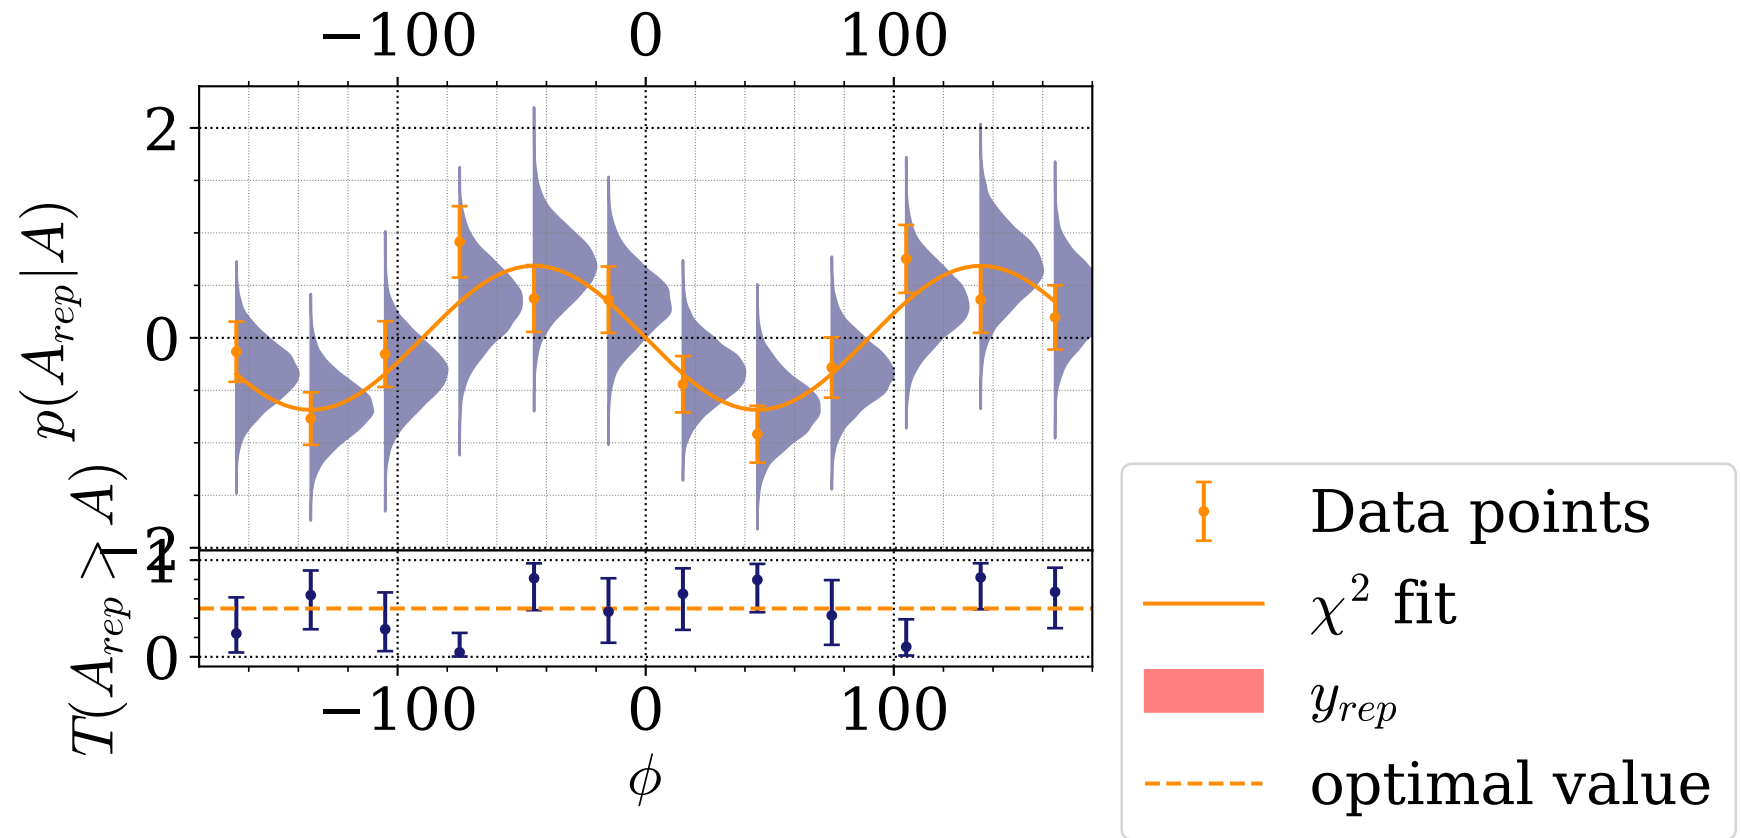 −100 0 100
2
0
−2
p(A_rep|A)
1
0
T(A_rep > A)
−100 0 100
ϕ
Data points
χ² fit
y_rep
optimal value